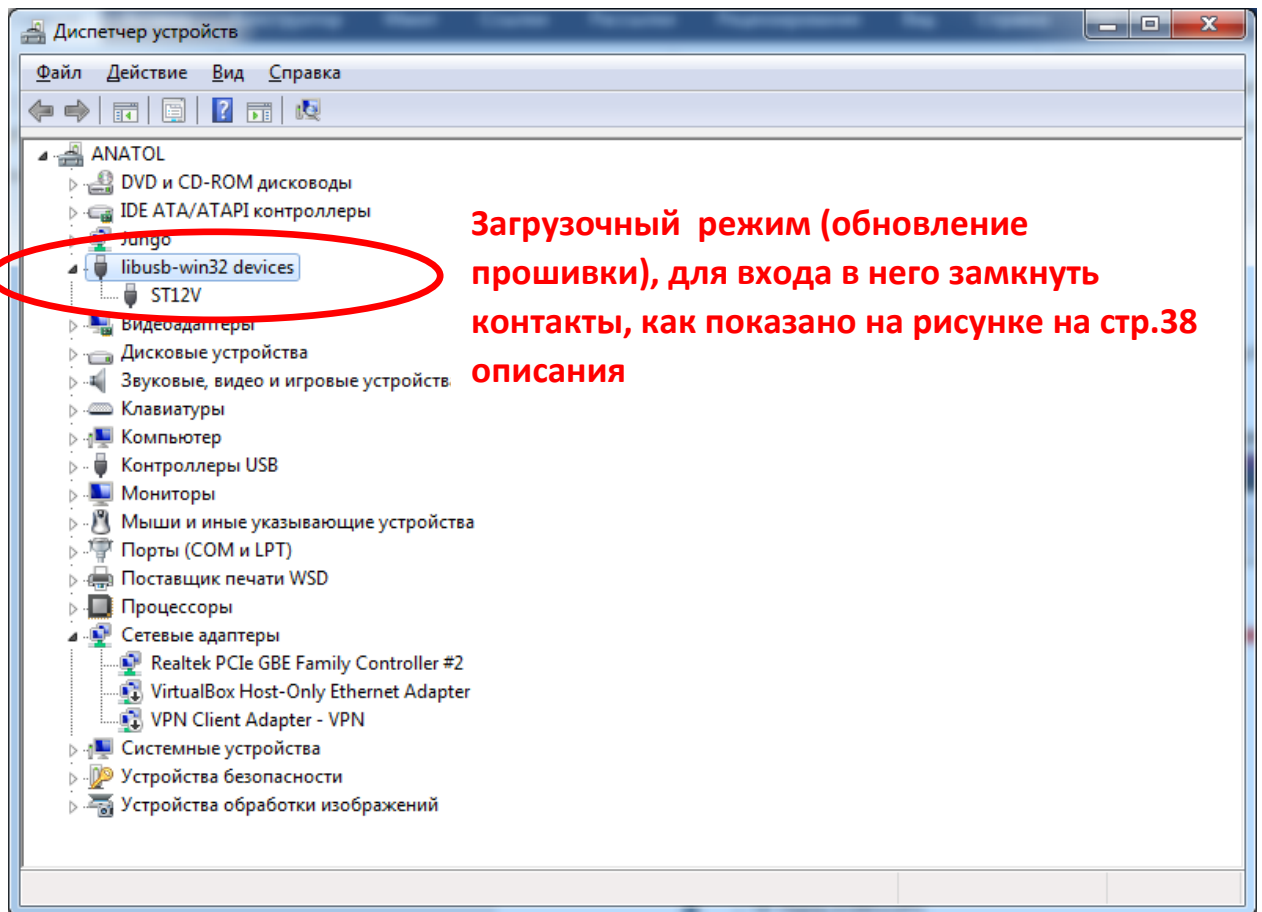 Диспетчер устройств
Файл Действие Вид Справка
ANATOL
DVD и CD-ROM дисководы
IDE ATA/ATAPI контроллеры
Jungo
libusb-win32 devices
ST12V
Видеоадаптеры
Дисковые устройства
Звуковые, видео и игровые устройств
Клавиатуры
Компьютер
Контроллеры USB
Мониторы
Мыши и иные указывающие устройства
Порты (COM и LPT)
Поставщик печати WSD
Процессоры
Сетевые адаптеры
Realtek PCIe GBE Family Controller #2
VirtualBox Host-Only Ethernet Adapter
VPN Client Adapter - VPN
Системные устройства
Устройства безопасности
Устройства обработки изображений
Загрузочный режим (обновление
прошивки), для входа в него замкнуть
контакты, как показано на рисунке на стр.38
описания